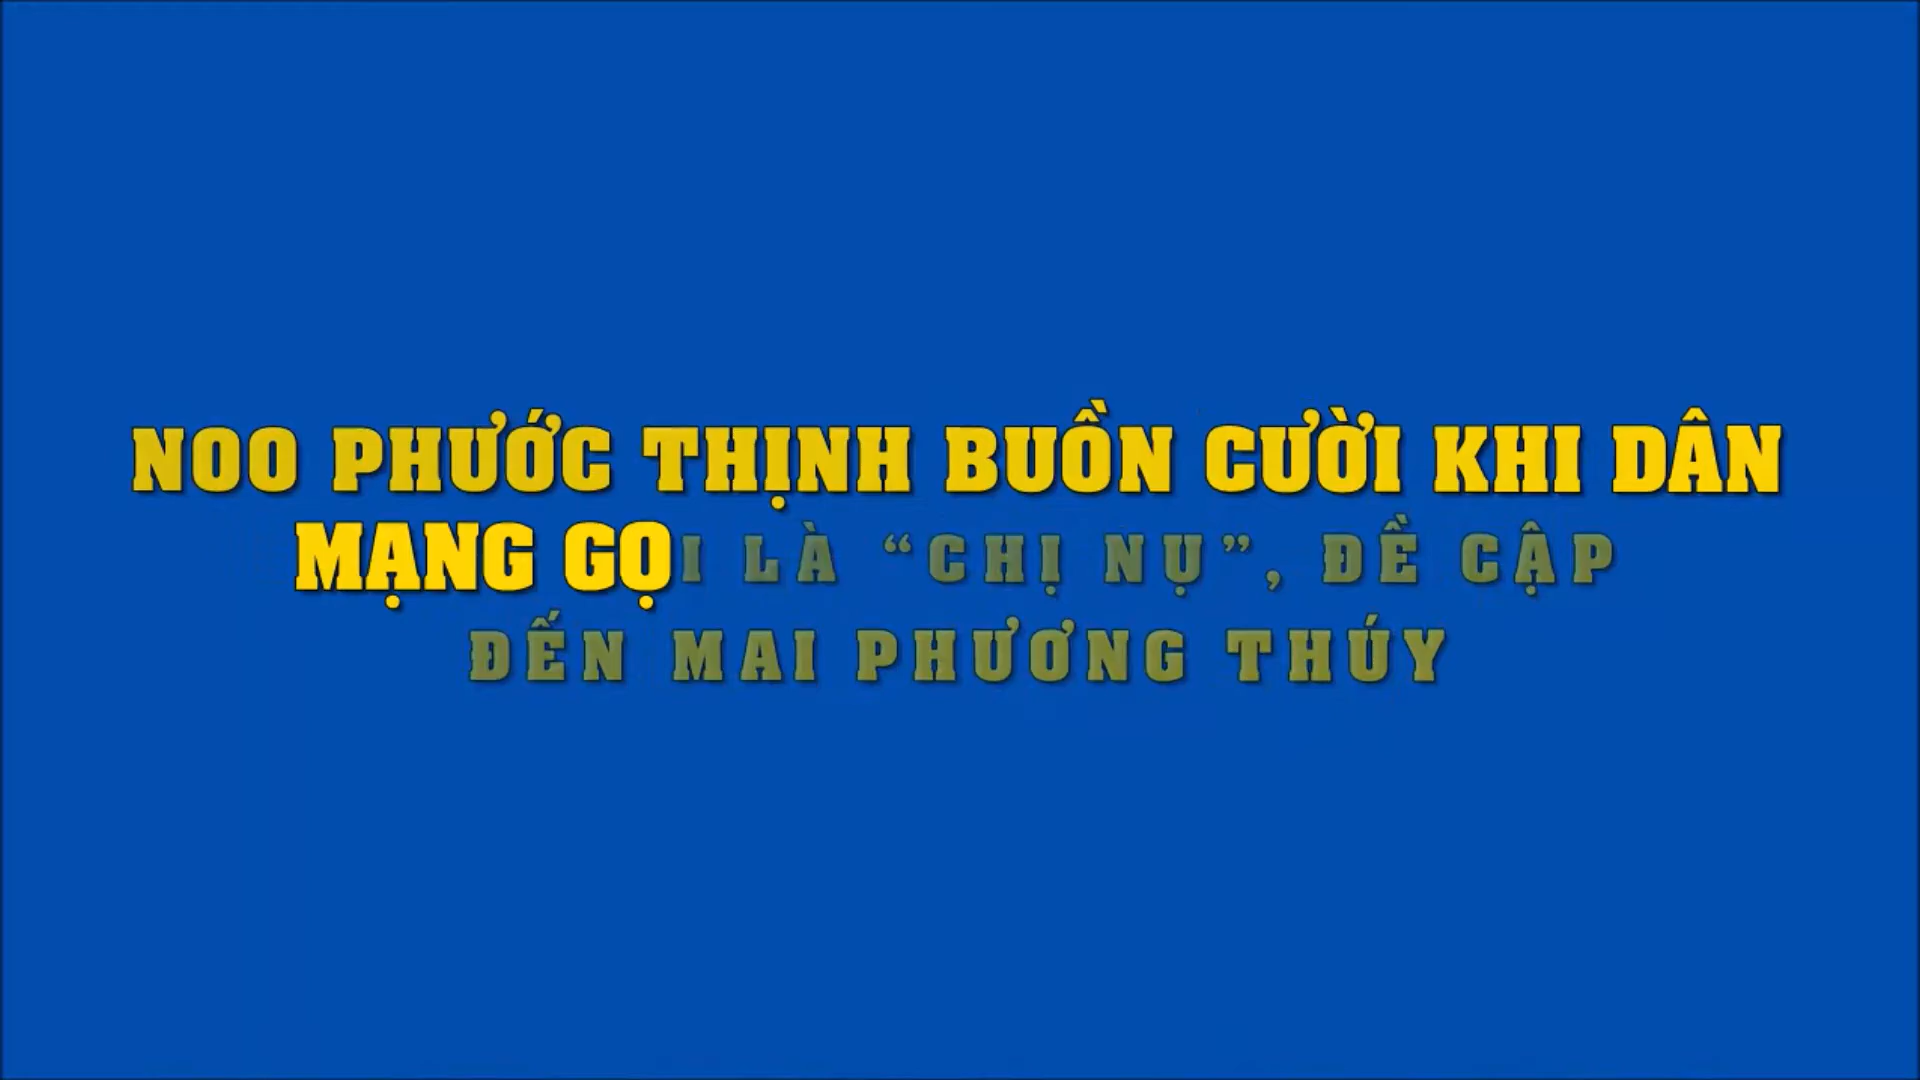 NOO PHƯỚC THỊNH BUỒN CƯỜI KHI DÂN
MẠNG GỌI LÀ “CHỊ NỤ”, ĐỀ CẬP
ĐẾN MAI PHƯƠNG THÚY